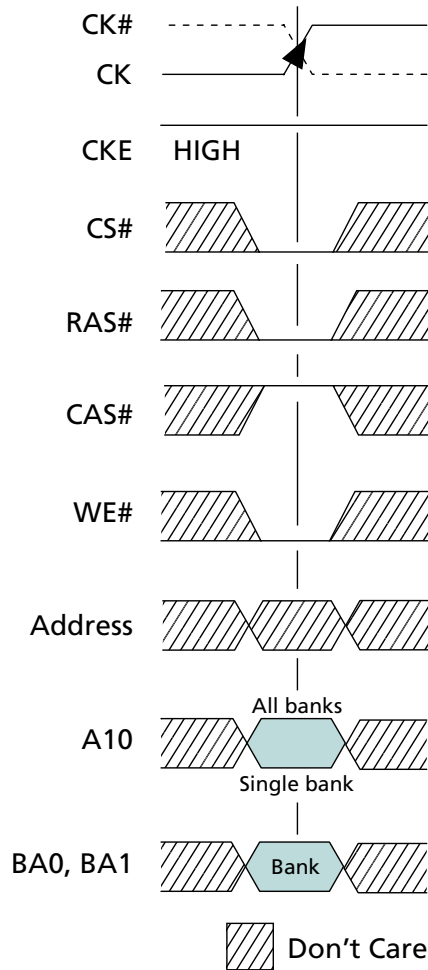 CK#
CK
CKE HIGH
CS#
RAS#
CAS#
WE#
Address
All banks
A10
Single bank
BA0, BA1 Bank
Don't Care